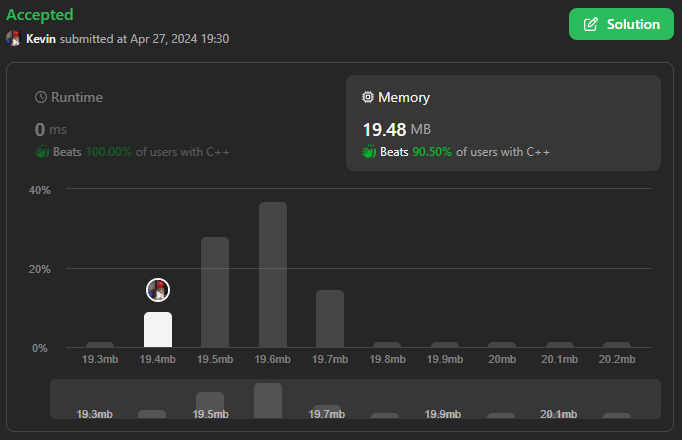 Accepted
Kevin submitted at Apr 27, 2024 19:30
Solution
Runtime
0 ms
Beats 100.00% of users with C++
Memory
19.48 MB
Beats 90.50% of users with C++
40%
20%
0%
19.3mb 19.4mb 19.5mb 19.6mb 19.7mb 19.8mb 19.9mb 20mb 20.1mb 20.2mb
19.3mb 19.5mb 19.7mb 19.9mb 20.1mb